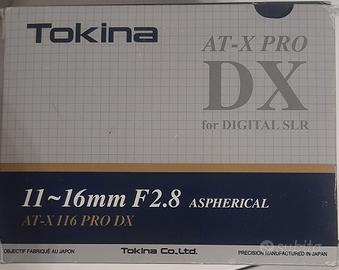 Tokina
AT-X PRO
DX
for DIGITAL SLR
11~16mm F2.8 ASPHERICAL
AT-X 116 PRO DX
OBJECTIF FABRIQUÉ AU JAPON
Tokina Co.,Ltd.
PRECISION MANUFACTURED IN JAPAN
subito